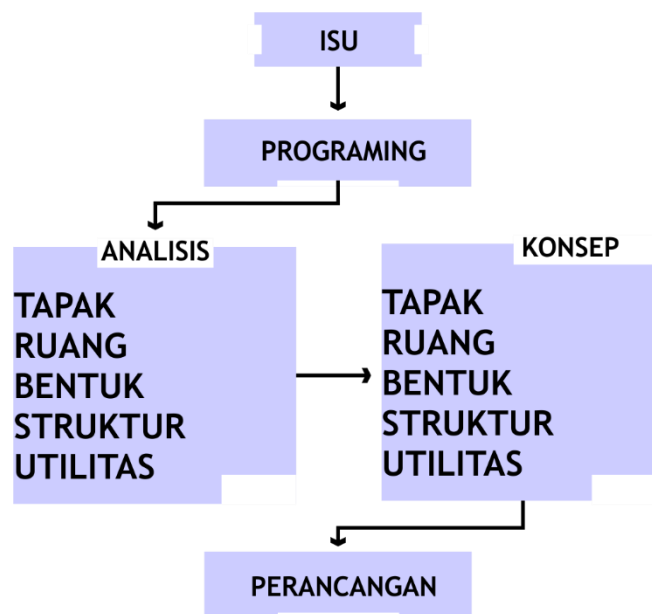 ISU
PROGRAMING
ANALISIS
TAPAK
RUANG
BENTUK
STRUKTUR
UTILITAS
KONSEP
TAPAK
RUANG
BENTUK
STRUKTUR
UTILITAS
PERANCANGAN